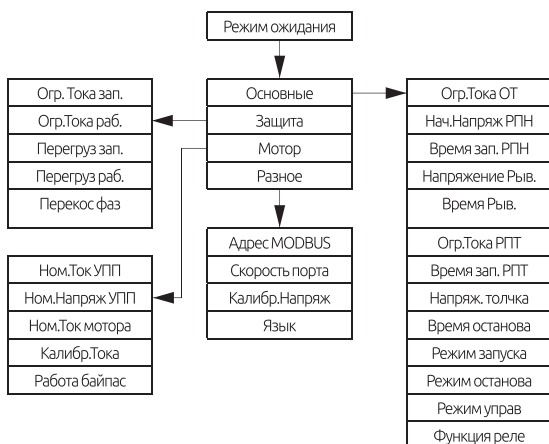 Режим ожидания
Огр. Тока зап.
Огр.Тока раб.
Перегруз зап.
Перегруз раб.
Перекос фаз
Основные
Защита
Мотор
Разное
Огр.Тока ОТ
Нач.Напряж РПН
Время зап. РПН
Напряжение Рыв.
Время Рыв.
Огр.Тока РПТ
Время зап. РПТ
Напряж. толчка
Время останова
Режим запуска
Режим останова
Режим управ
Функция реле
Ном.Ток УПП
Ном.Напряж УПП
Ном.Ток мотора
Калибр.Тока
Работа байпас
Адрес MODBUS
Скорость порта
Калибр.Напряж
Язык